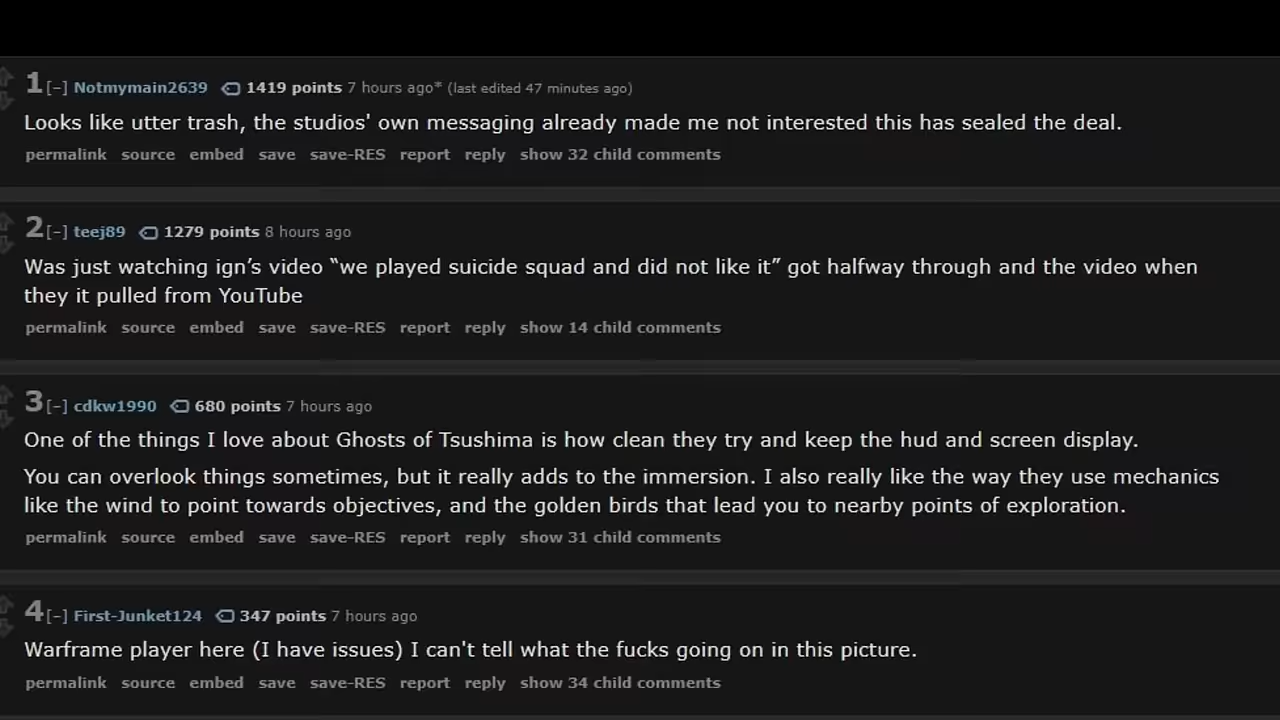 1 [–] Notmymain2639 1419 points 7 hours ago* (last edited 47 minutes ago)
Looks like utter trash, the studios' own messaging already made me not interested this has sealed the deal.
permalink source embed save save-RES report reply show 32 child comments
2 [–] teej89 1279 points 8 hours ago
Was just watching ign’s video “we played suicide squad and did not like it” got halfway through and the video when
they it pulled from YouTube
permalink source embed save save-RES report reply show 14 child comments
3 [–] cdkw1990 680 points 7 hours ago
One of the things I love about Ghosts of Tsushima is how clean they try and keep the hud and screen display.
You can overlook things sometimes, but it really adds to the immersion. I also really like the way they use mechanics
like the wind to point towards objectives, and the golden birds that lead you to nearby points of exploration.
permalink source embed save save-RES report reply show 31 child comments
4 [–] First-Junket124 347 points 7 hours ago
Warframe player here (I have issues) I can't tell what the fucks going on in this picture.
permalink source embed save save-RES report reply show 34 child comments